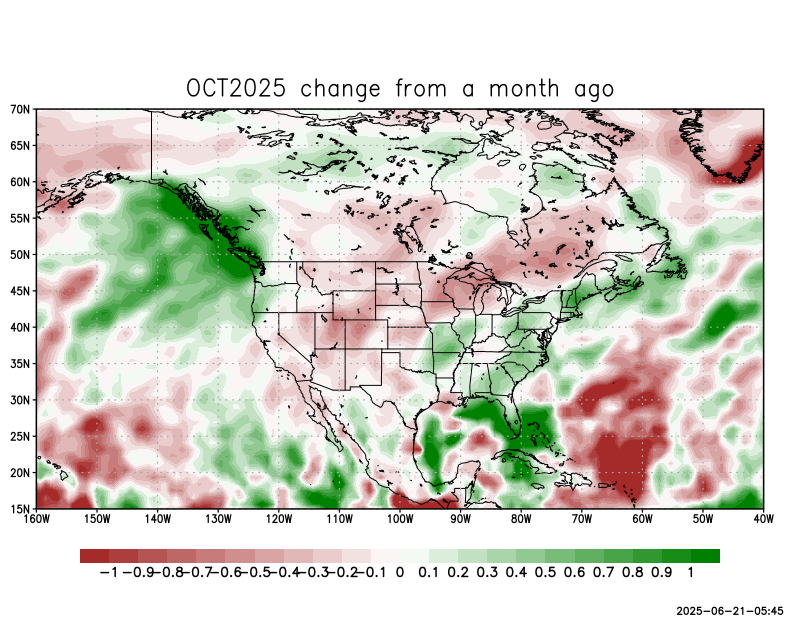 OCT2025 change from a month ago
70N
65N
60N
55N
50N
45N
40N
35N
30N
25N
20N
15N
160W 150W 140W 130W 120W 110W 100W 90W 80W 70W 60W 50W 40W
-1 -0.9 -0.8 -0.7 -0.6 -0.5 -0.4 -0.3 -0.2 -0.1 0 0.1 0.2 0.3 0.4 0.5 0.6 0.7 0.8 0.9 1
2025-06-21-05:45